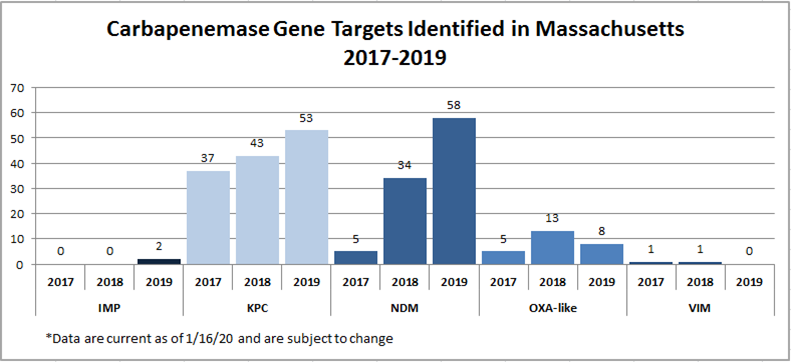 Carbapenemase Gene Targets Identified in Massachusetts
2017-2019
70
60
50
40
30
20
10
0
0 0 2 37 43 53 5 34 58 5 13 8 1 1 0
2017 2018 2019 2017 2018 2019 2017 2018 2019 2017 2018 2019 2017 2018 2019
IMP KPC NDM OXA-like VIM
*Data are current as of 1/16/20 and are subject to change